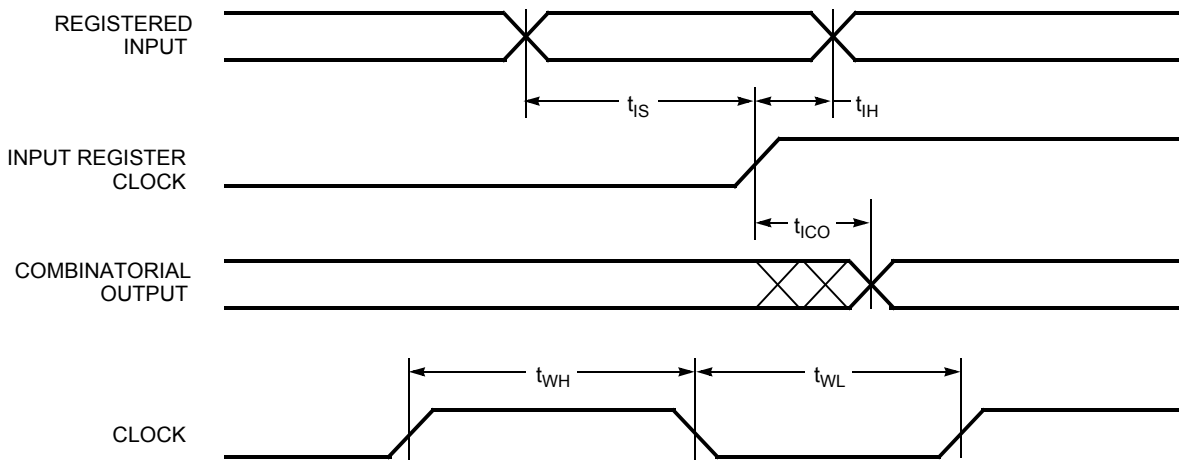 REGISTERED
INPUT
tIS
tIH
INPUT REGISTER
CLOCK
tICO
COMBINATORIAL
OUTPUT
tWH
tWL
CLOCK